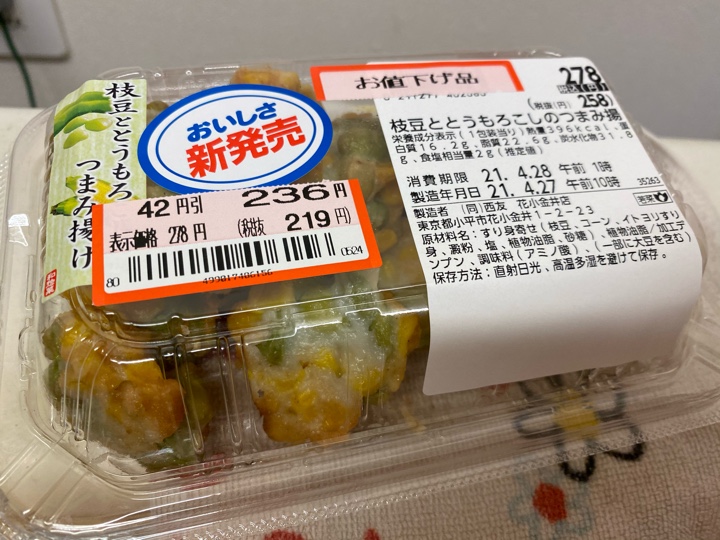 枝豆ととうもろ
つまみ揚げ
おいしさ
新発売
お値下げ品
42円引 236円
表示価格 278円 (税抜 219円)
80
0524
278
税込(円)
(税抜(円) 258)
枝豆ととうもろこしのつまみ揚
栄養成分表示(1包装当り)熱量396kcal、蛋
白質16.2g、脂質22.6g、炭水化物31.8
g、食塩相当量2g(推定値)
消費期限 21. 4.28 午前 1時
製造年月日 21. 4.27 午前10時 35263
製造者 (同)西友 花小金井店 惣菜
東京都小平市花小金井1-2-23
原材料名:すり身寄せ(枝豆、コーン、イトヨリすり
身、澱粉、塩、植物油脂、砂糖)、植物油脂/加工デ
ンプン、調味料(アミノ酸)、(一部に大豆を含む)
保存方法:直射日光、高温多湿を避けて保存。